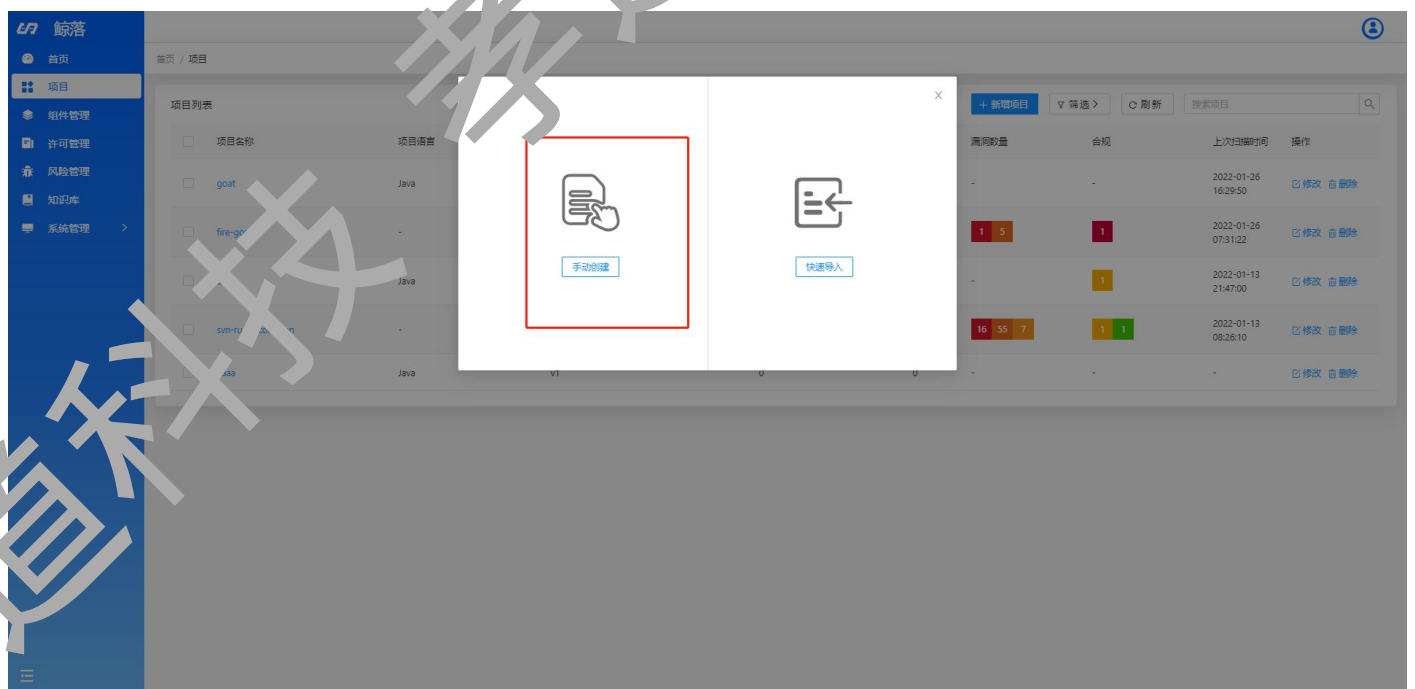 鲸落
首页
项目
组件管理
许可管理
风险管理
知识库
系统管理 >
首页 / 项目
项目列表
+ 新增项目 筛选 > 刷新 搜索项目
项目名称 项目语言 漏洞数量 合规 上次扫描时间 操作
goat Java - - 2022-01-26 16:29:50 修改 删除
- 1 5 1 2022-01-26 07:31:22 修改 删除
Java - 1 2022-01-13 21:47:00 修改 删除
- 16 55 7 1 1 2022-01-13 08:26:10 修改 删除
Java v1 0 0 - - - 修改 删除
手动创建 快速导入
道科技